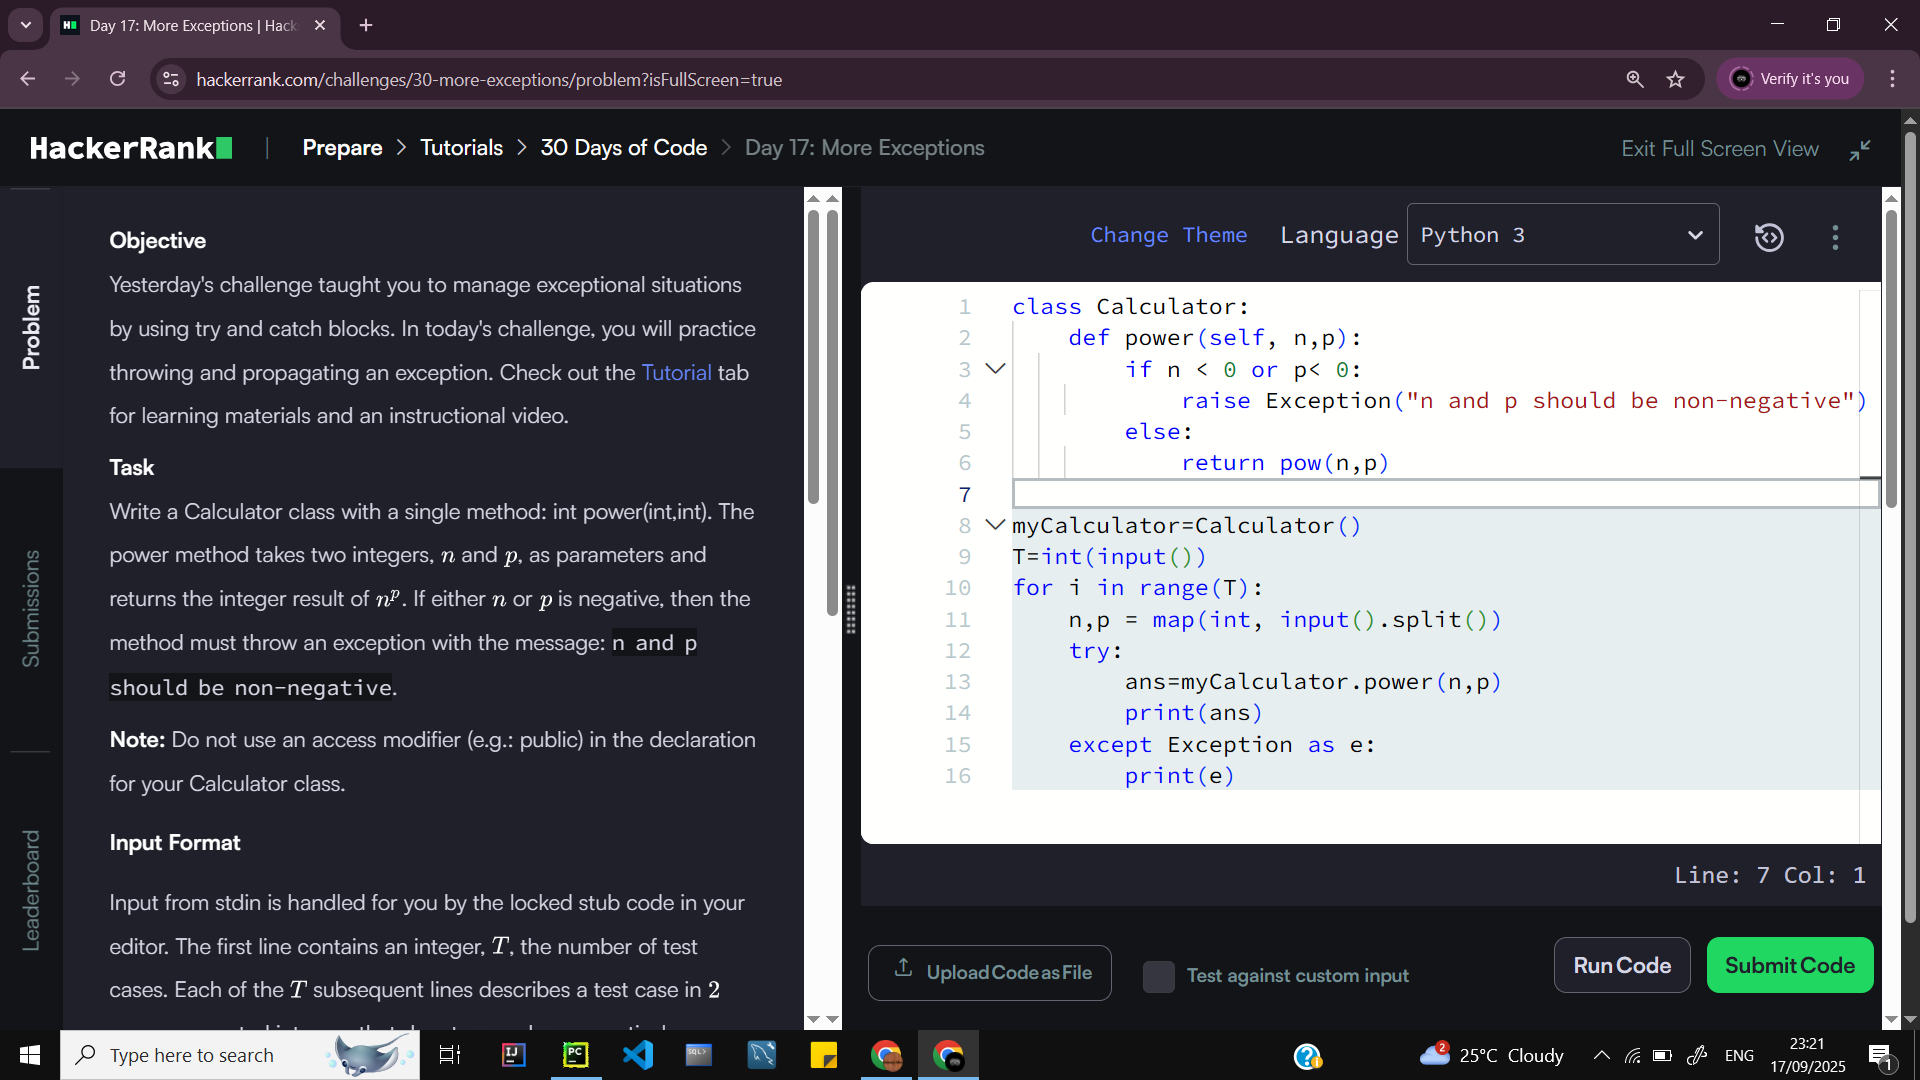 Day 17: More Exceptions | Hack
hackerrank.com/challenges/30-more-exceptions/problem?isFullScreen=true
Verify it's you
HackerRank
Prepare > Tutorials > 30 Days of Code > Day 17: More Exceptions
Exit Full Screen View
Problem
Submissions
Leaderboard
Objective
Yesterday's challenge taught you to manage exceptional situations
by using try and catch blocks. In today's challenge, you will practice
throwing and propagating an exception. Check out the Tutorial tab
for learning materials and an instructional video.
Task
Write a Calculator class with a single method: int power(int,int). The
power method takes two integers, n and p, as parameters and
returns the integer result of n^p. If either n or p is negative, then the
method must throw an exception with the message: n and p
should be non-negative.
Note: Do not use an access modifier (e.g.: public) in the declaration
for your Calculator class.
Input Format
Input from stdin is handled for you by the locked stub code in your
editor. The first line contains an integer, T, the number of test
cases. Each of the T subsequent lines describes a test case in 2
Change Theme Language Python 3
1 class Calculator:
2     def power(self, n,p):
3         if n < 0 or p< 0:
4             raise Exception("n and p should be non-negative")
5         else:
6             return pow(n,p)
7
8 myCalculator=Calculator()
9 T=int(input())
10 for i in range(T):
11     n,p = map(int, input().split())
12     try:
13         ans=myCalculator.power(n,p)
14         print(ans)
15     except Exception as e:
16         print(e)
Line: 7 Col: 1
Upload Code as File
Test against custom input
Run Code
Submit Code
Type here to search
IJ
PC
SQL>
2
25°C Cloudy
ENG
23:21
17/09/2025
1